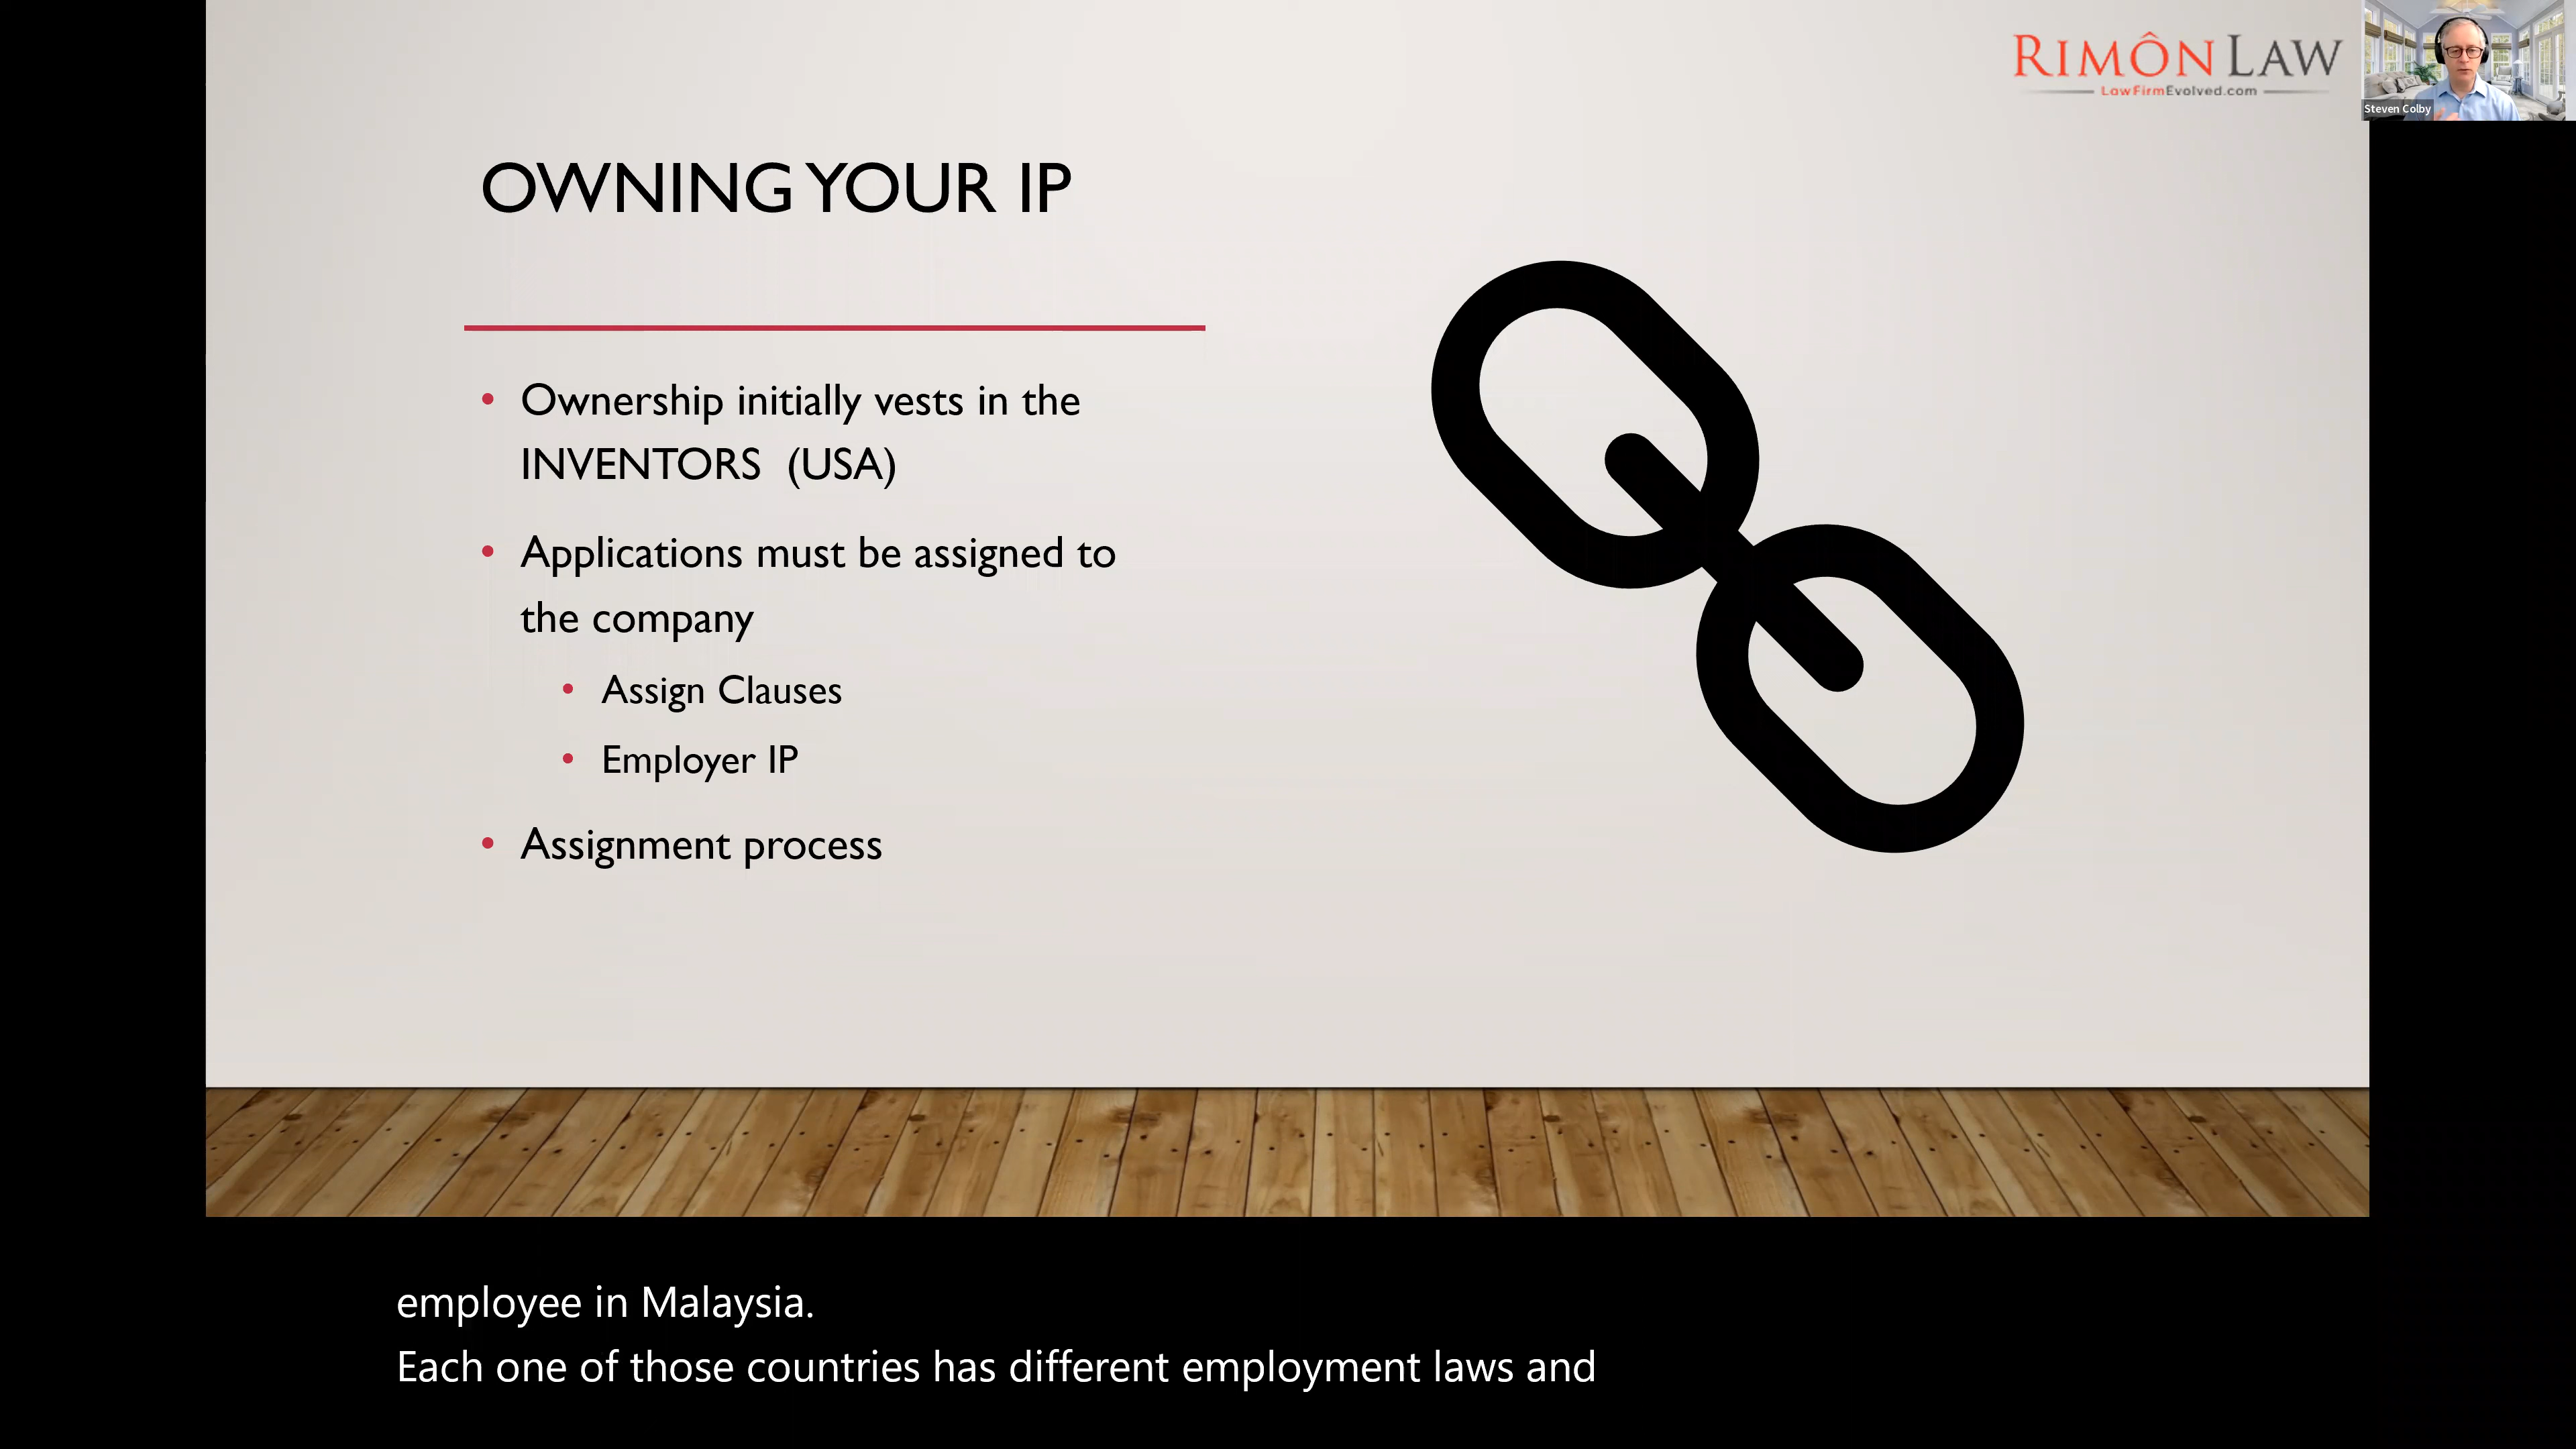 RIMÔN LAW
LawFirmEvolved.com
Steven Colby
OWNING YOUR IP
• Ownership initially vests in the
INVENTORS (USA)
• Applications must be assigned to
the company
• Assign Clauses
• Employer IP
• Assignment process
employee in Malaysia.
Each one of those countries has different employment laws and